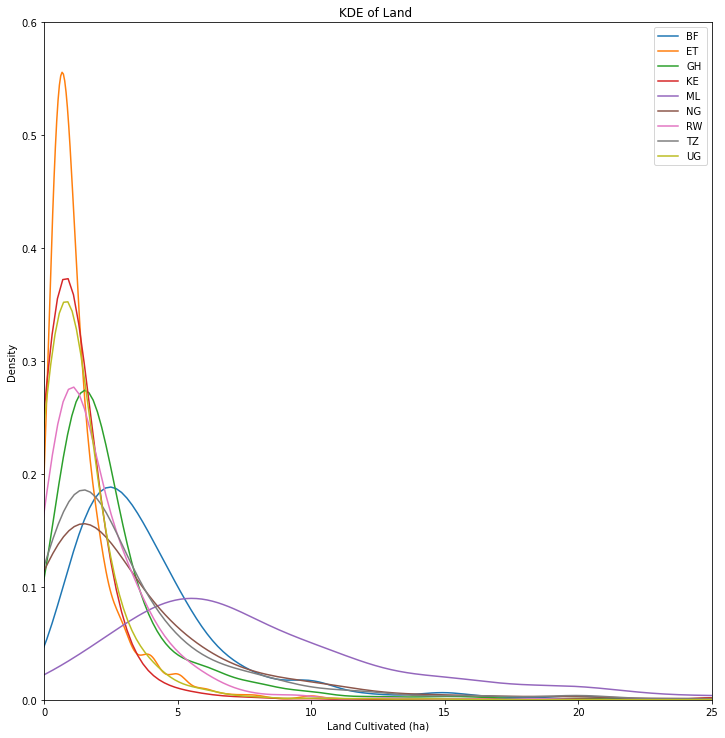 KDE of Land
0.6
0.5
0.4
0.3
0.2
0.1
0.0
Density
BF
ET
GH
KE
ML
NG
RW
TZ
UG
0 5 10 15 20 25
Land Cultivated (ha)